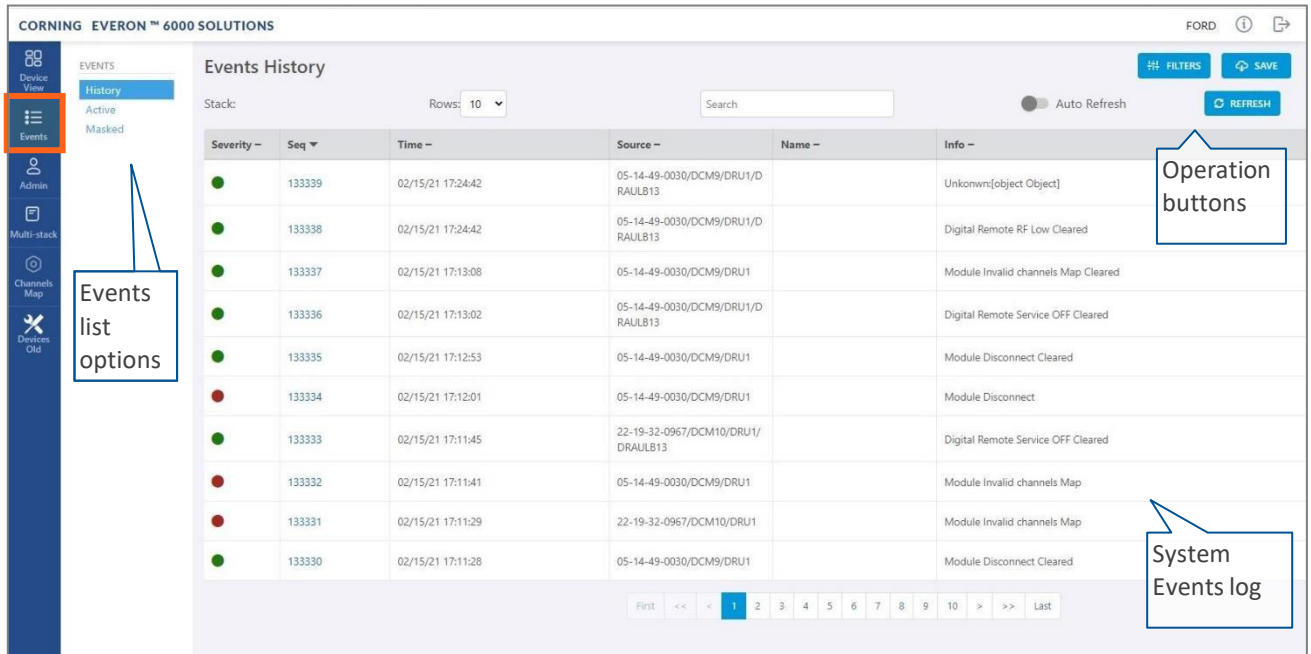 CORNING EVERON ™ 6000 SOLUTIONS
FORD
Device
View
Events
Admin
Multi-stack
Channels
Map
Devices
Old
EVENTS
History
Active
Masked
Events
list
options
Events History
FILTERS
SAVE
Stack:
Rows: 10
Search
Auto Refresh
REFRESH
Operation
buttons
Severity – Seq Time – Source – Name – Info –
133339 02/15/21 17:24:42 05-14-49-0030/DCM9/DRU1/D Unkonwn:[object Object]
RAULB13
133338 02/15/21 17:24:42 05-14-49-0030/DCM9/DRU1/D Digital Remote RF Low Cleared
RAULB13
133337 02/15/21 17:13:08 05-14-49-0030/DCM9/DRU1 Module Invalid channels Map Cleared
133336 02/15/21 17:13:02 05-14-49-0030/DCM9/DRU1/D Digital Remote Service OFF Cleared
RAULB13
133335 02/15/21 17:12:53 05-14-49-0030/DCM9/DRU1 Module Disconnect Cleared
133334 02/15/21 17:12:01 05-14-49-0030/DCM9/DRU1 Module Disconnect
133333 02/15/21 17:11:45 22-19-32-0967/DCM10/DRU1/ Digital Remote Service OFF Cleared
DRAULB13
133332 02/15/21 17:11:41 05-14-49-0030/DCM9/DRU1 Module Invalid channels Map
133331 02/15/21 17:11:29 22-19-32-0967/DCM10/DRU1 Module Invalid channels Map
133330 02/15/21 17:11:28 05-14-49-0030/DCM9/DRU1 Module Disconnect Cleared
System
Events log
First << < 1 2 3 4 5 6 7 8 9 10 > >> Last